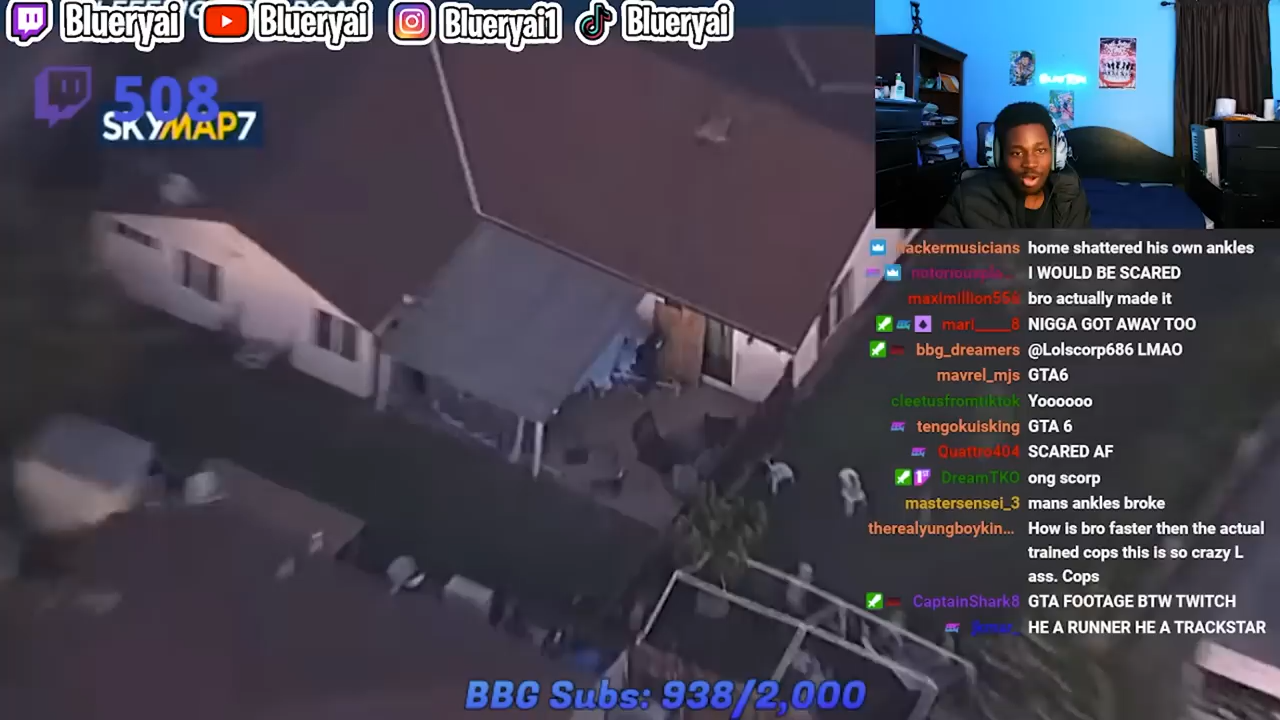 Blueryai Blueryai Blueryai1 Blueryai
508
SKYMAP7
hackermusicians home shattered his own ankles
I WOULD BE SCARED
bro actually made it
mari____8 NIGGA GOT AWAY TOO
bbg_dreamers @Lolscorp686 LMAO
mavrel_mjs GTA6
cleetusfromtiktok Yoooooo
tengokuisking GTA 6
Quattro404 SCARED AF
DreamTKO ong scorp
mastersensei_3 mans ankles broke
therealyungboykin... How is bro faster then the actual
trained cops this is so crazy L
ass. Cops
CaptainShark8 GTA FOOTAGE BTW TWITCH
HE A RUNNER HE A TRACKSTAR
BBG Subs: 938/2,000